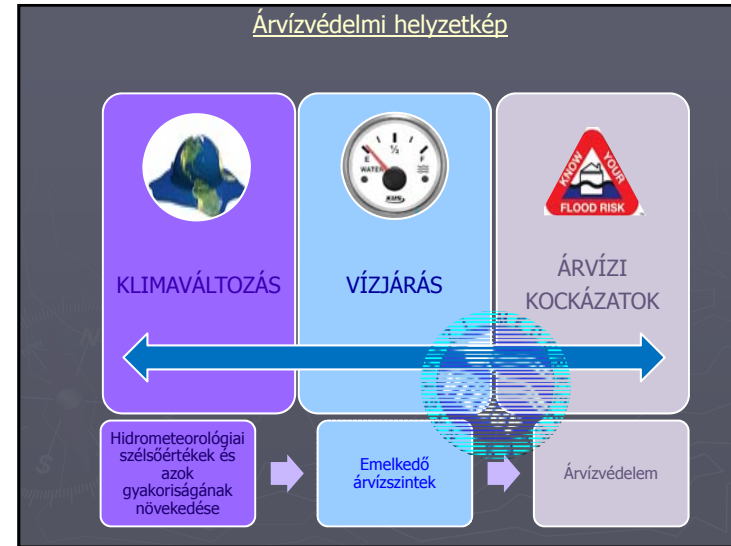 Árvízvédelmi helyzetkép
E
½
F
WATER
KUS
KNOW
YOUR
FLOOD RISK
KLIMAVÁLTOZÁS
VÍZJÁRÁS
ÁRVÍZI
KOCKÁZATOK
N
S
Hidrometeorológiai
szélsőértékek és
azok
gyakoriságának
növekedése
Emelkedő
árvízszintek
Árvízvédelem